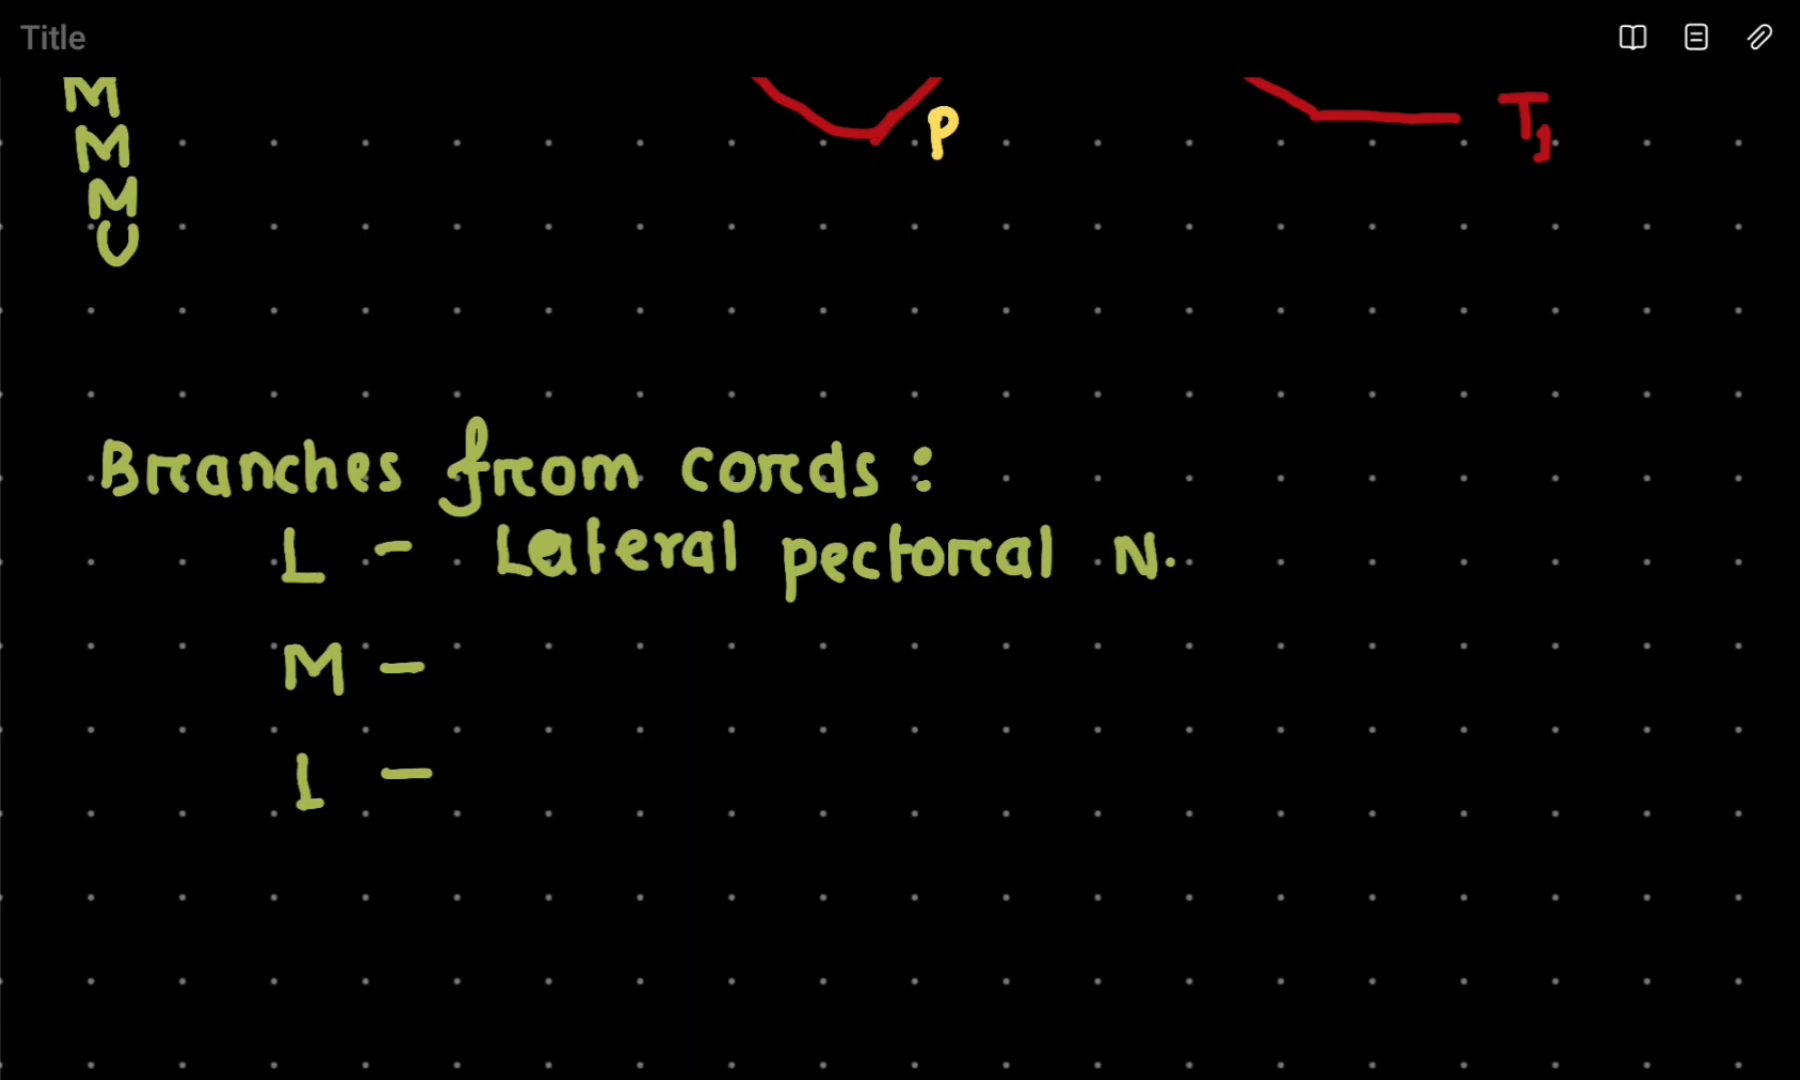 Title
M
P
T1
M
M
U
Branches from cords :
L - Lateral pectoral N.
M -
L -